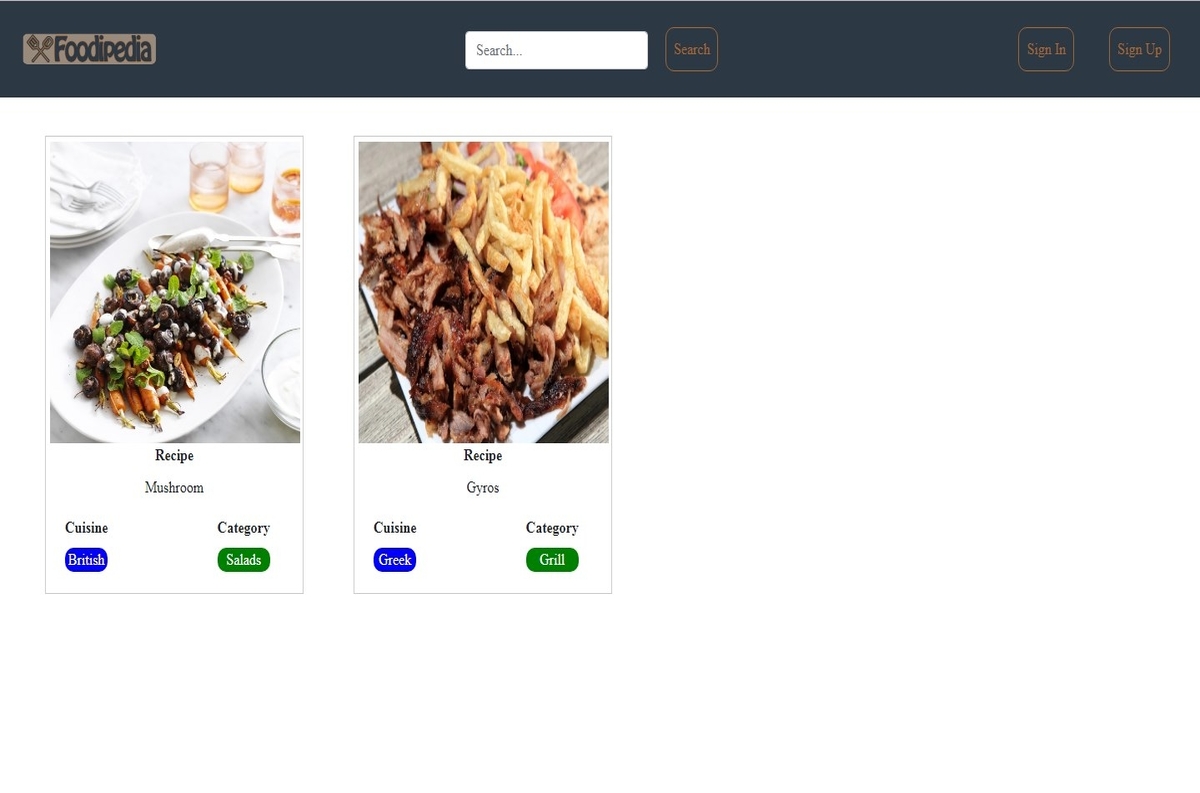 Foodipedia
Search...
Search
Sign In
Sign Up
Recipe
Mushroom
Cuisine
Category
British
Salads
Recipe
Gyros
Cuisine
Category
Greek
Grill